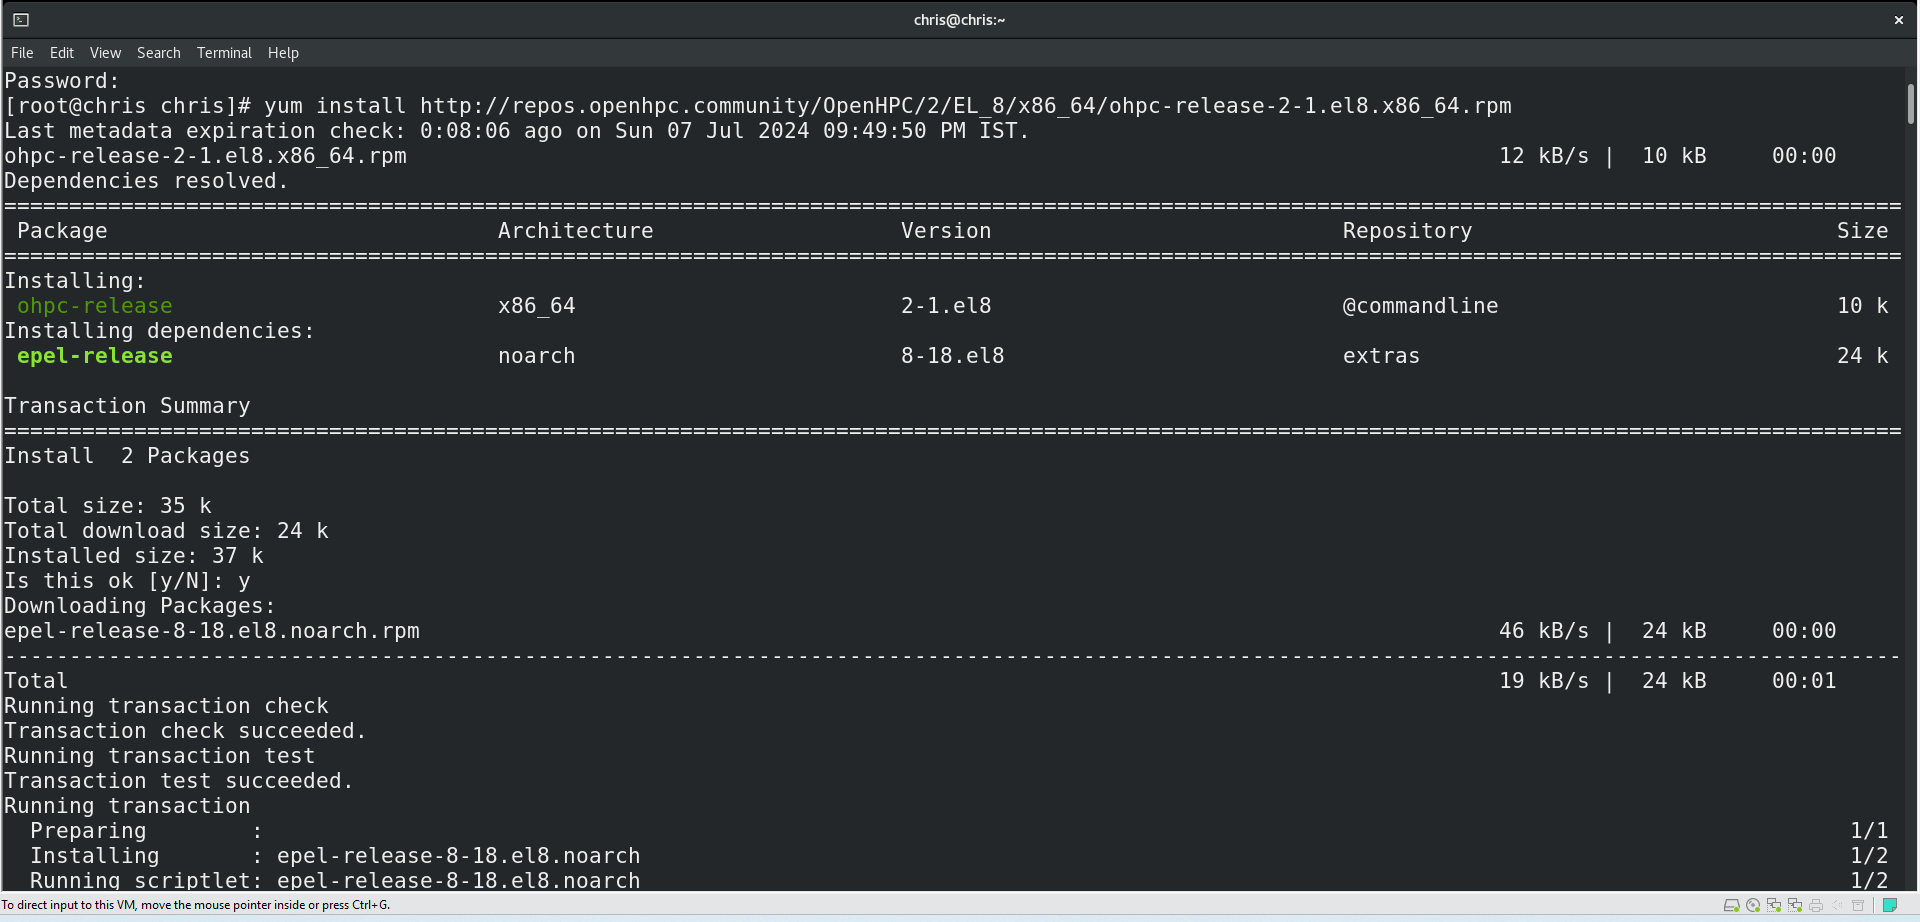 chris@chris:~
File Edit View Search Terminal Help
Password:
[root@chris chris]# yum install http://repos.openhpc.community/OpenHPC/2/EL_8/x86_64/ohpc-release-2-1.el8.x86_64.rpm
Last metadata expiration check: 0:08:06 ago on Sun 07 Jul 2024 09:49:50 PM IST.
ohpc-release-2-1.el8.x86_64.rpm 12 kB/s | 10 kB 00:00
Dependencies resolved.
Package Architecture Version Repository Size
Installing:
ohpc-release x86_64 2-1.el8 @commandline 10 k
Installing dependencies:
epel-release noarch 8-18.el8 extras 24 k
Transaction Summary
Install 2 Packages
Total size: 35 k
Total download size: 24 k
Installed size: 37 k
Is this ok [y/N]: y
Downloading Packages:
epel-release-8-18.el8.noarch.rpm 46 kB/s | 24 kB 00:00
Total 19 kB/s | 24 kB 00:01
Running transaction check
Transaction check succeeded.
Running transaction test
Transaction test succeeded.
Running transaction
Preparing : 1/1
Installing : epel-release-8-18.el8.noarch 1/2
Running scriptlet: epel-release-8-18.el8.noarch 1/2
To direct input to this VM, move the mouse pointer inside or press Ctrl+G.